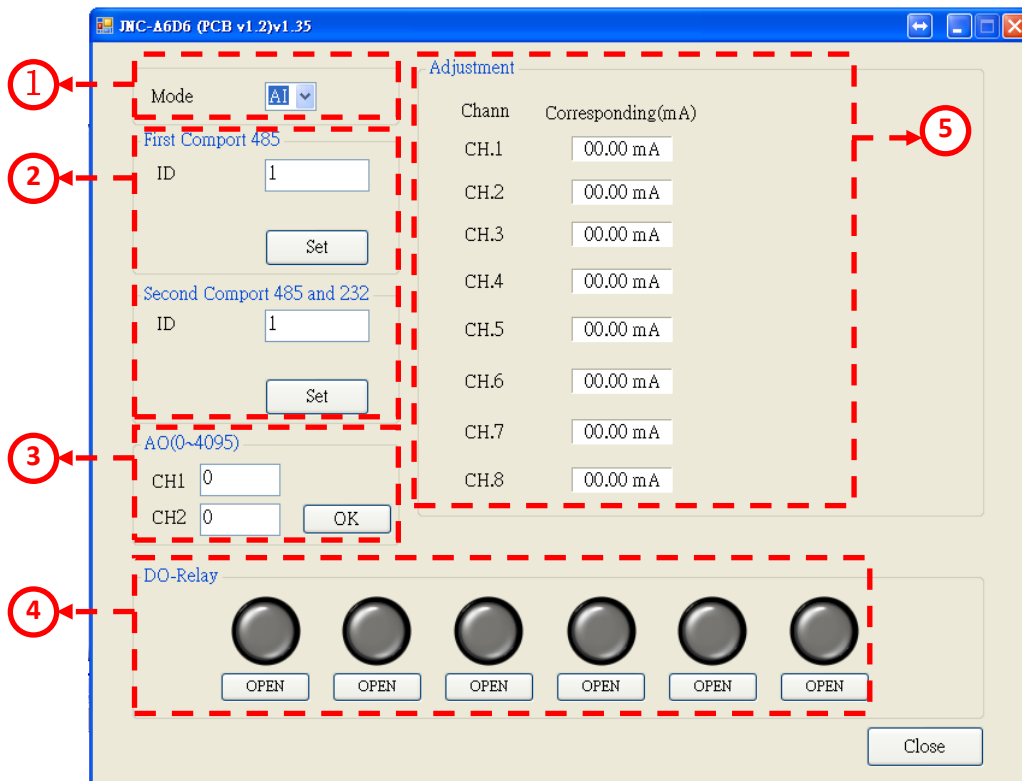 JNC-A6D6 (PCB v1.2)v1.35
1
Mode
AI
2
First Comport 485
ID
1
Set
Second Comport 485 and 232
ID
1
Set
3
AO(0~4095)
CH1
0
CH2
0
OK
Adjustment
5
Chann
Corresponding(mA)
CH.1
00.00 mA
CH.2
00.00 mA
CH.3
00.00 mA
CH.4
00.00 mA
CH.5
00.00 mA
CH.6
00.00 mA
CH.7
00.00 mA
CH.8
00.00 mA
4
DO-Relay
OPEN
OPEN
OPEN
OPEN
OPEN
OPEN
Close